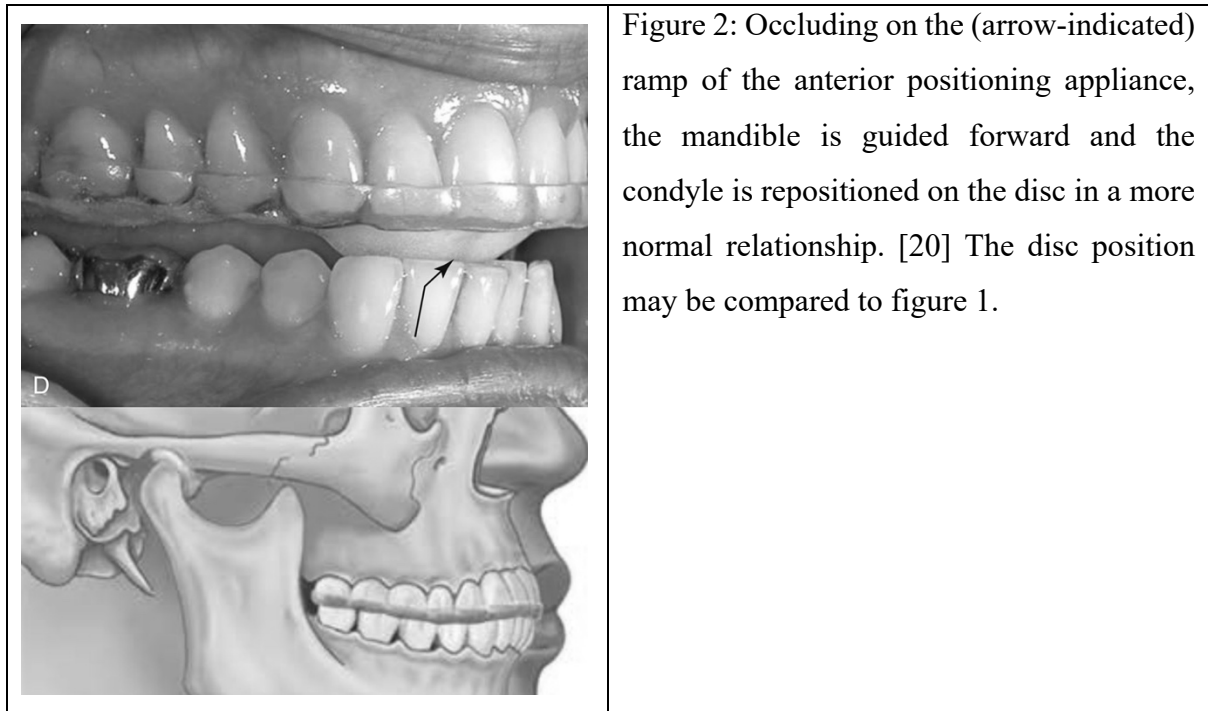 Figure 2: Occluding on the (arrow-indicated)
ramp of the anterior positioning appliance,
the mandible is guided forward and the
condyle is repositioned on the disc in a more
normal relationship. [20] The disc position
may be compared to figure 1.
D